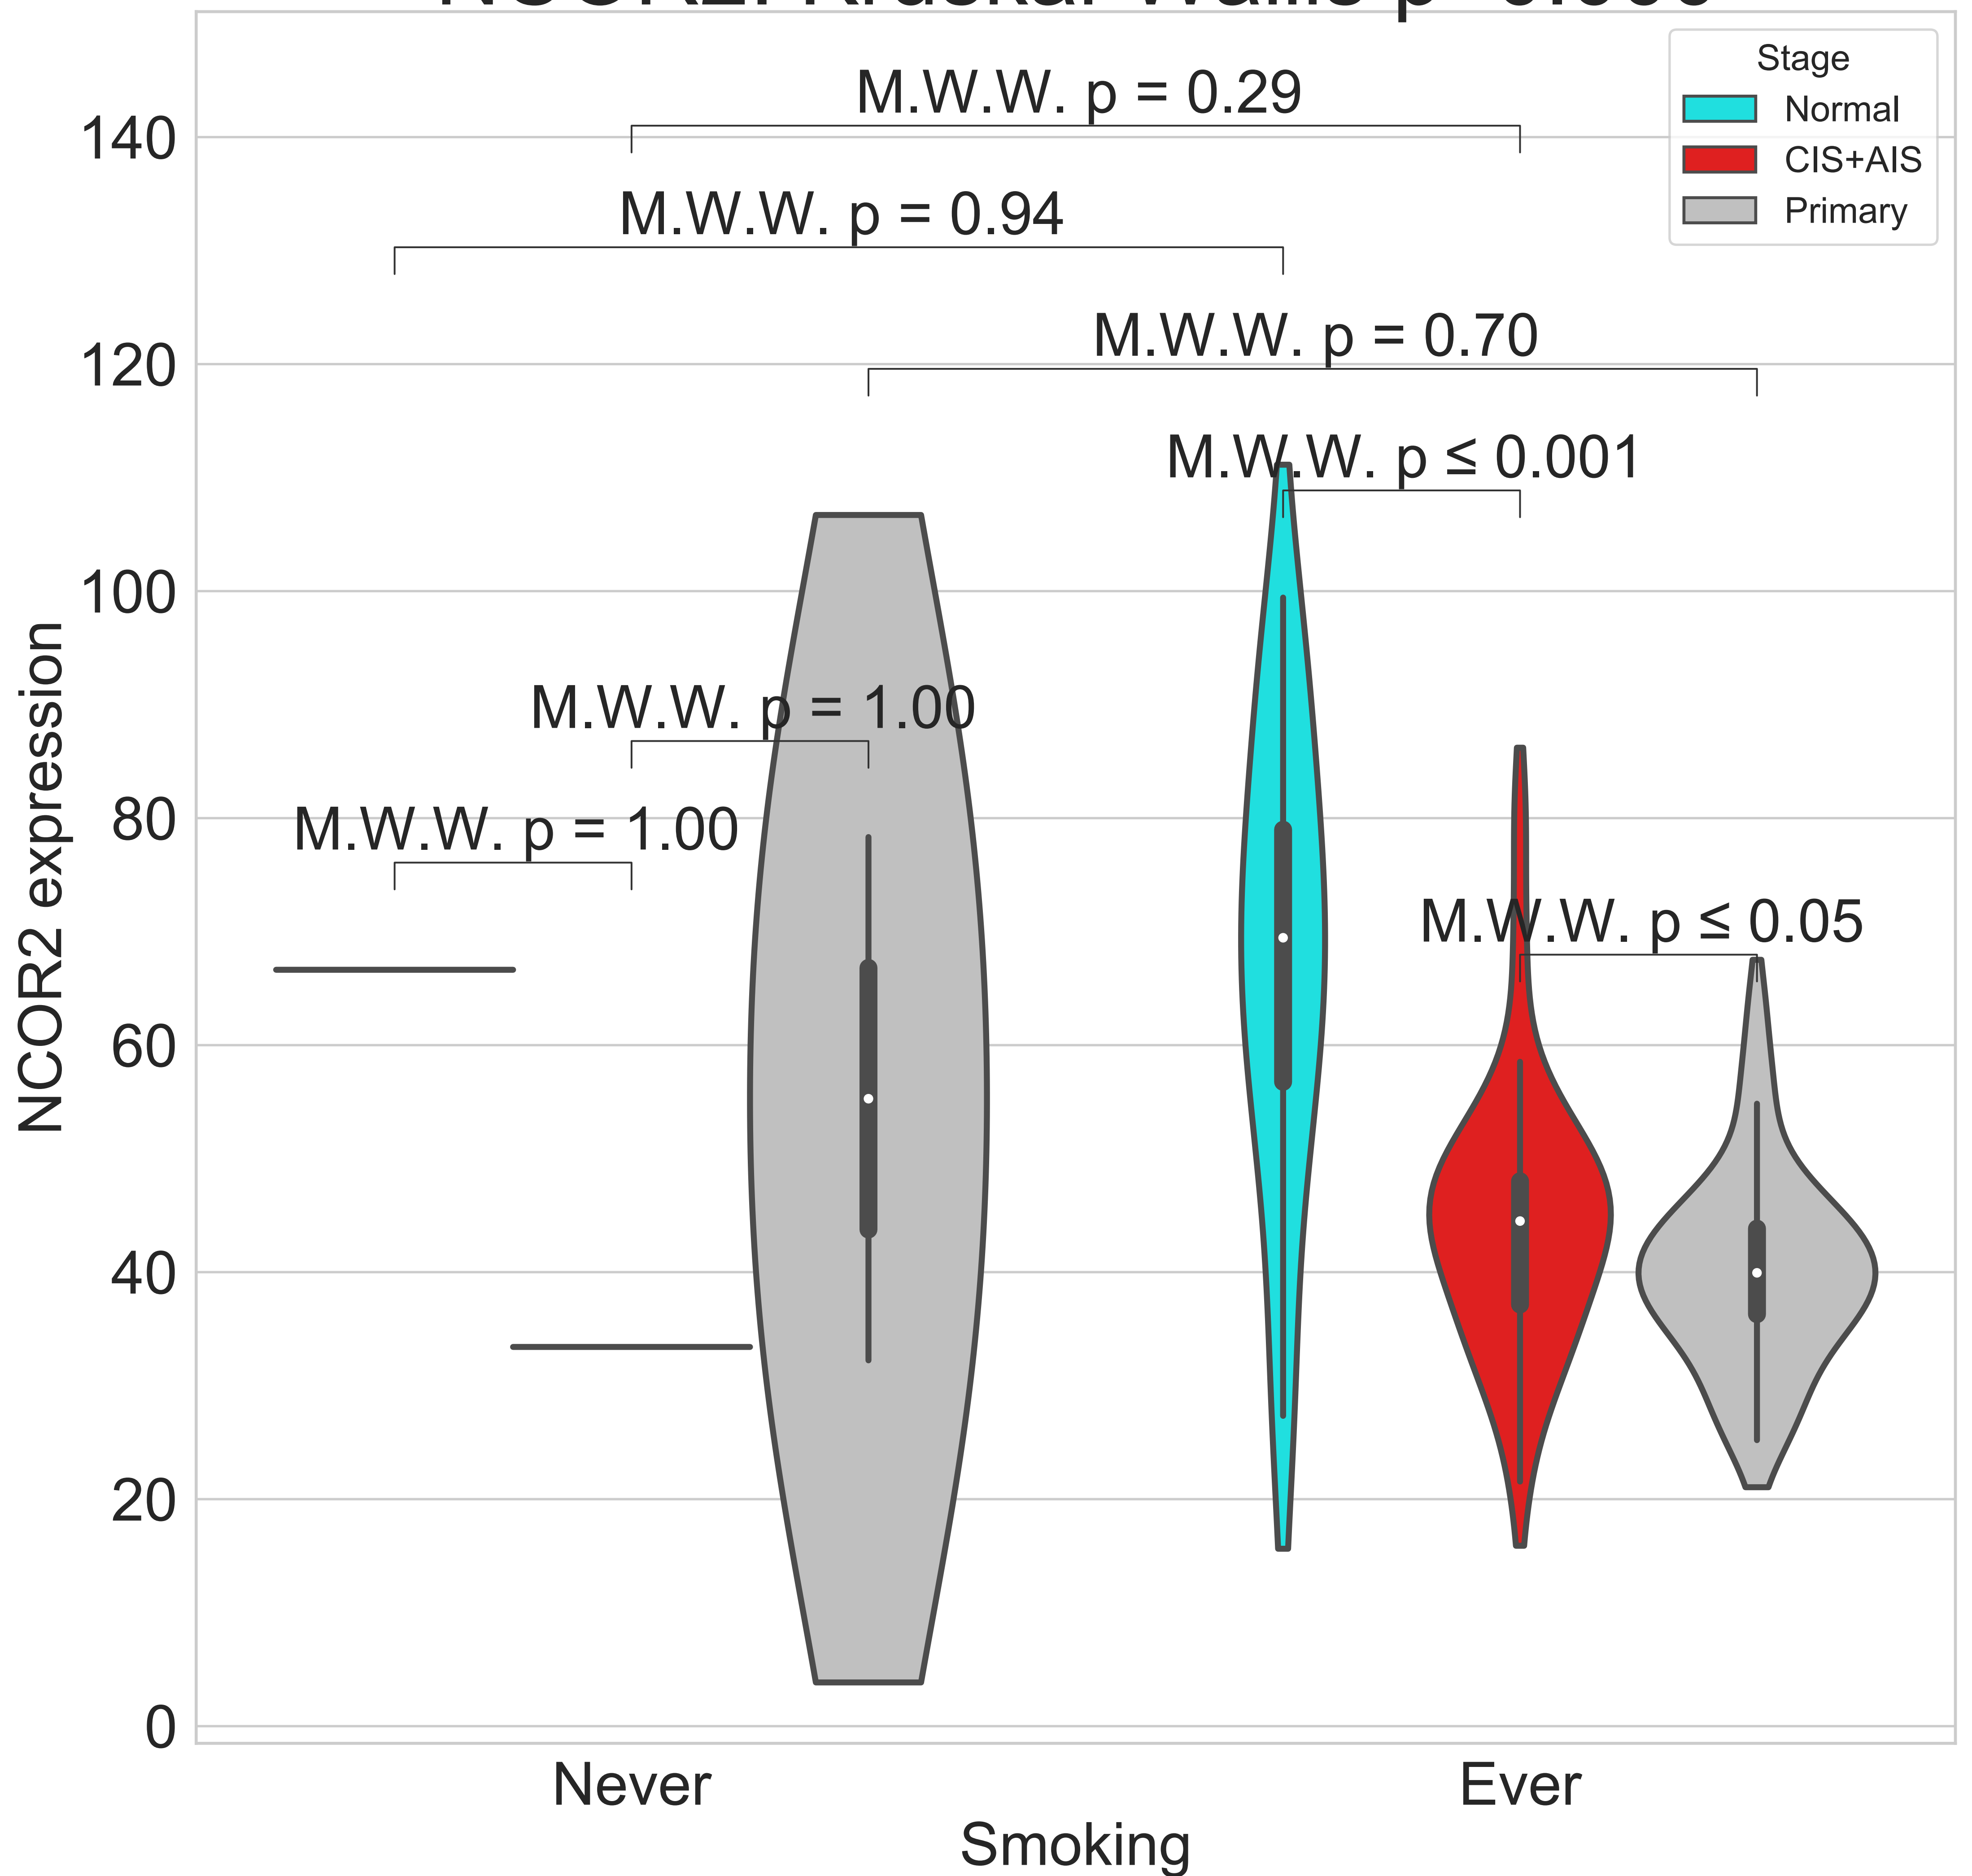 M.W.W. p = 0.29
Stage
Normal
CIS+AIS
Primary
M.W.W. p = 0.94
M.W.W. p = 0.70
M.W.W. p ≤ 0.001
M.W.W. p = 1.00
M.W.W. p = 1.00
M.W.W. p ≤ 0.05
140
120
100
80
60
40
20
0
NCOR2 expression
Never
Ever
Smoking